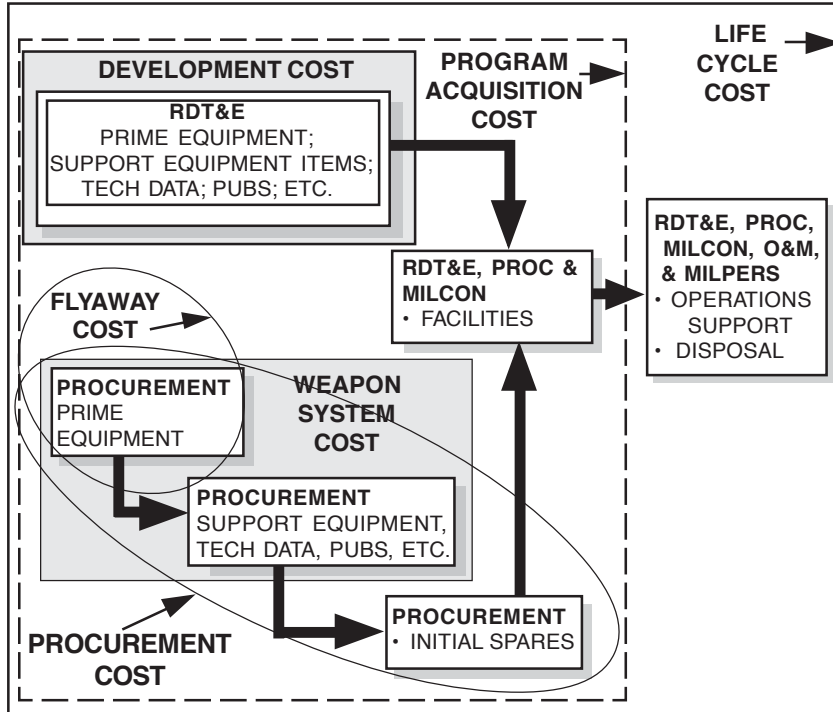 DEVELOPMENT COST
RDT&E
PRIME EQUIPMENT;
SUPPORT EQUIPMENT ITEMS;
TECH DATA; PUBS; ETC.
PROGRAM
ACQUISITION
COST
LIFE
CYCLE
COST
RDT&E, PROC &
MILCON
• FACILITIES
RDT&E, PROC,
MILCON, O&M,
& MILPERS
• OPERATIONS
SUPPORT
• DISPOSAL
FLYAWAY
COST
PROCUREMENT
PRIME
EQUIPMENT
WEAPON
SYSTEM
COST
PROCUREMENT
SUPPORT EQUIPMENT,
TECH DATA, PUBS, ETC.
PROCUREMENT
• INITIAL SPARES
PROCUREMENT
COST